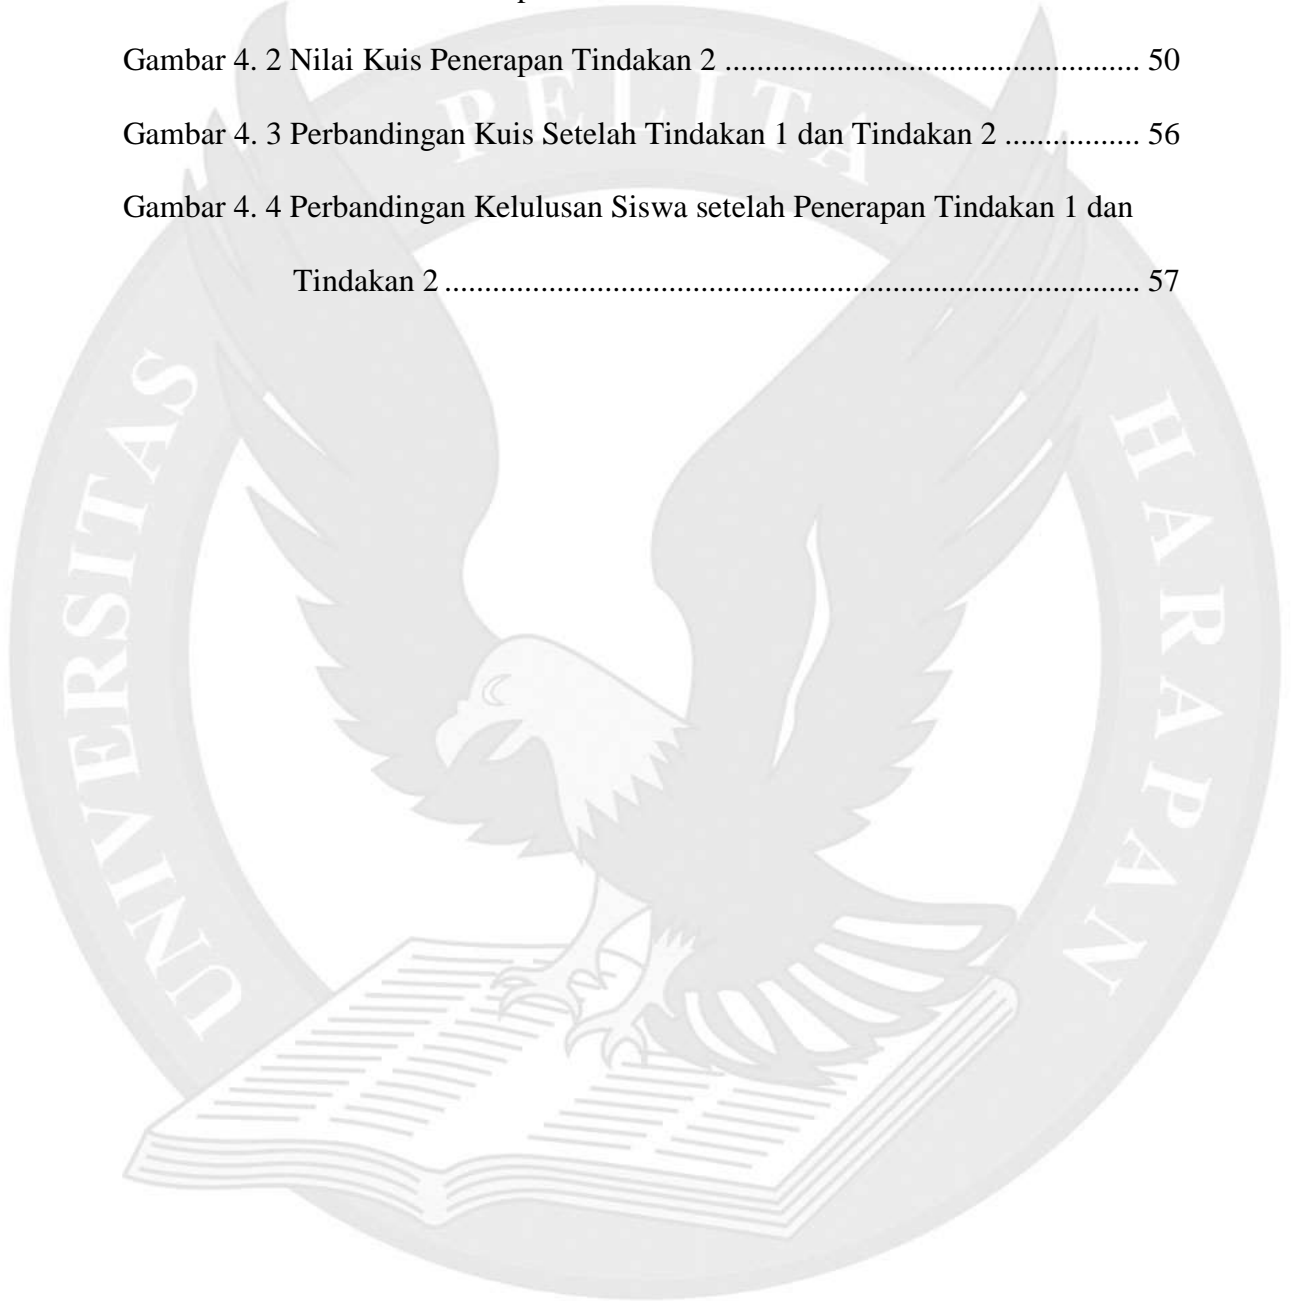 Gambar 4. 2 Nilai Kuis Penerapan Tindakan 2 .................................................... 50
Gambar 4. 3 Perbandingan Kuis Setelah Tindakan 1 dan Tindakan 2 ................. 56
Gambar 4. 4 Perbandingan Kelulusan Siswa setelah Penerapan Tindakan 1 dan
Tindakan 2 ........................................................................................ 57
UNIVERSITAS PELITA HARAPAN